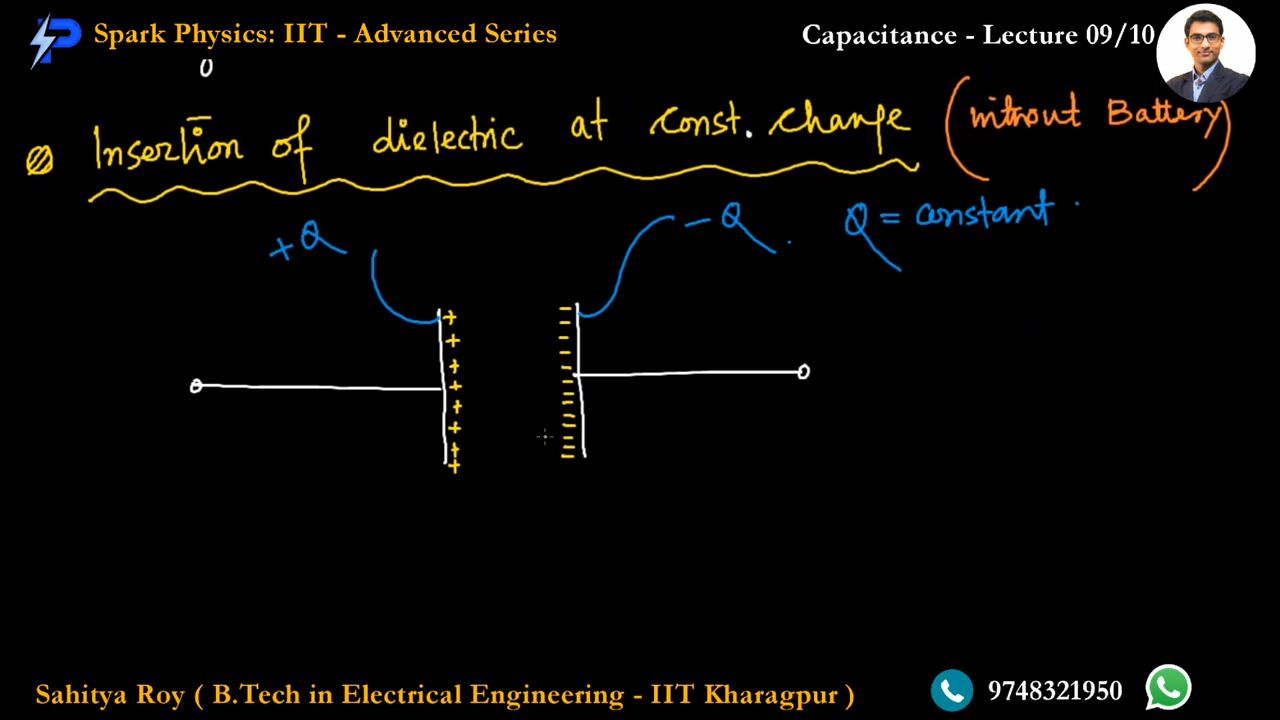 Spark Physics: IIT - Advanced Series
Capacitance - Lecture 09/10
Insertion of dielectric at const. change (without Battery)
+Q
- Q
Q = constant
Sahitya Roy ( B.Tech in Electrical Engineering - IIT Kharagpur )
9748321950